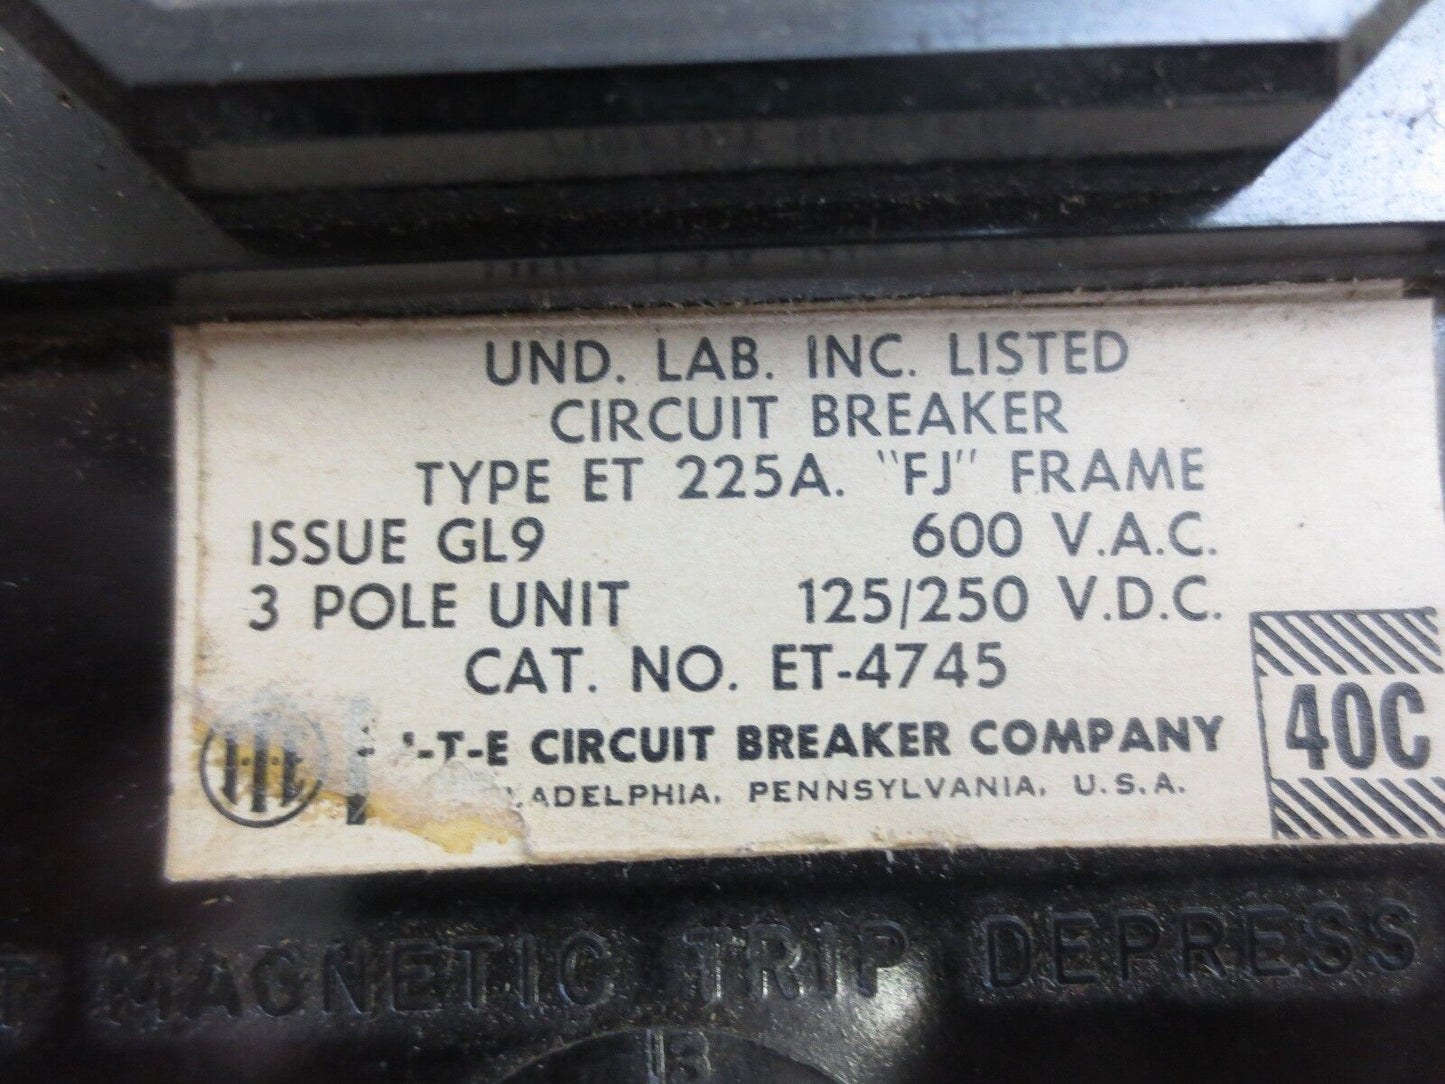 UND. LAB. INC. LISTED
CIRCUIT BREAKER
TYPE ET 225A. "FJ" FRAME
ISSUE GL9 600 V.A.C.
3 POLE UNIT 125/250 V.D.C.
CAT. NO. ET-4745
I-T-E
-T-E CIRCUIT BREAKER COMPANY
ADELPHIA, PENNSYLVANIA, U.S.A.
40C
T MAGNETIC TRIP DEPRESS